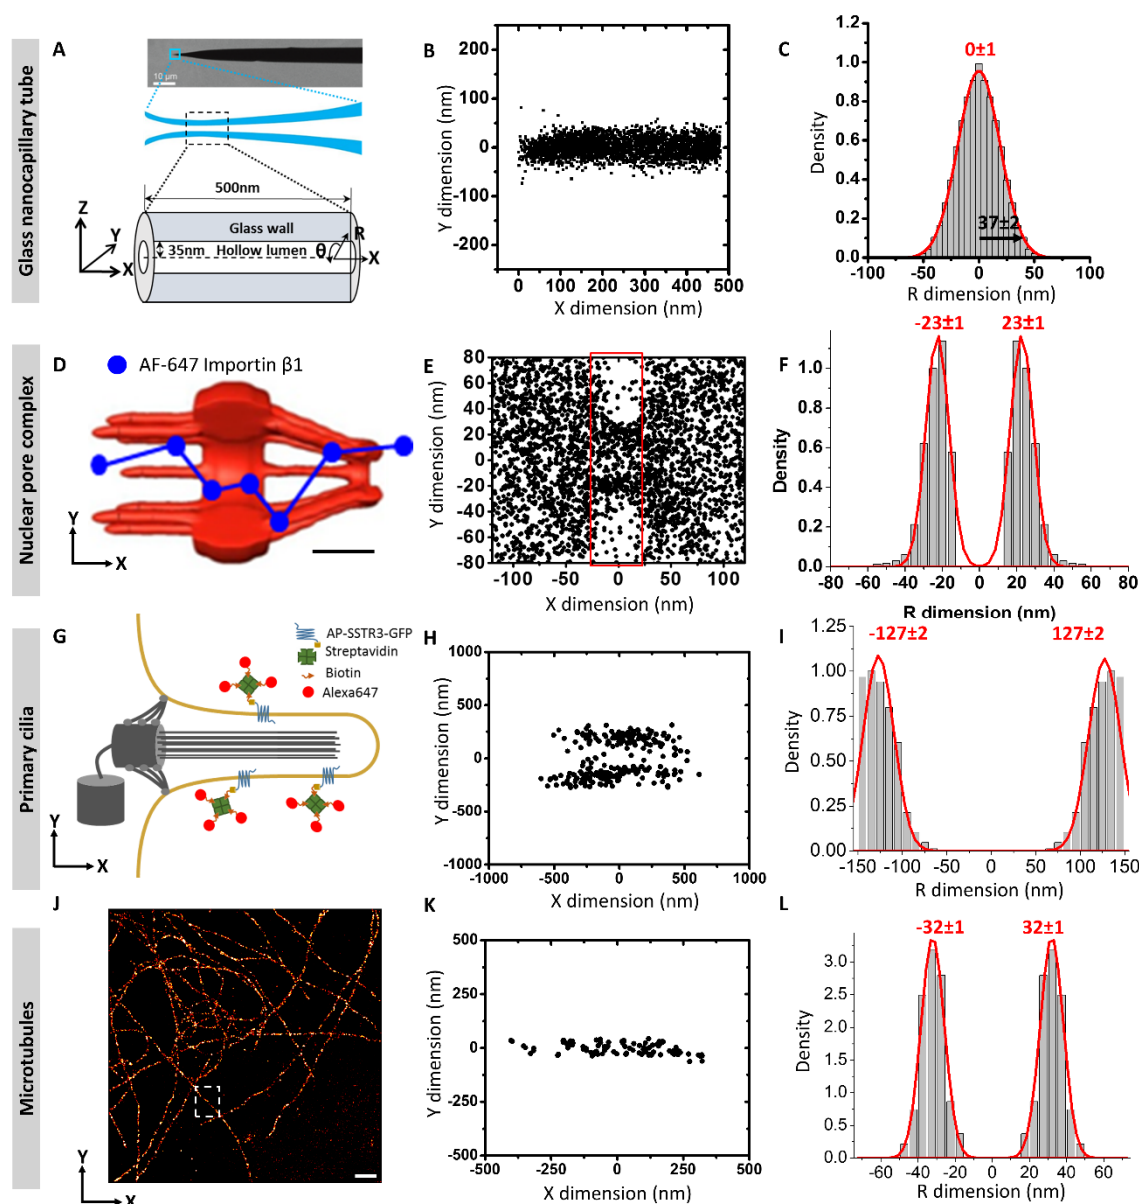 Glass nanocapillary tube
A
10 μm
500nm
Z
Y
X
Glass wall
R
35nm Hollow lumen
θ
X
B
Y dimension (nm)
200
100
0
-100
-200
0 100 200 300 400 500
X dimension (nm)
C
0±1
Density
1.2
1.0
0.8
0.6
0.4
0.2
0.0
37±2
-100 -50 0 50 100
R dimension (nm)
Nuclear pore complex
D
AF-647 Importin β1
Y
X
E
Y dimension (nm)
80
60
40
20
0
-20
-40
-60
-80
-100 -50 0 50 100
X dimension (nm)
F
-23±1
23±1
Density
1.0
0.8
0.6
0.4
0.2
0.0
-80 -60 -40 -20 0 20 40 60 80
R dimension (nm)
Primary cilia
G
AP-SSTR3-GFP
Streptavidin
Biotin
Alexa647
Y
X
H
Y dimension (nm)
1000
500
0
-500
-1000
-1000 -500 0 500 1000
X dimension (nm)
I
-127±2
127±2
Density
1.25
1.00
0.75
0.50
0.25
0.00
-150 -100 -50 0 50 100 150
R dimension (nm)
Microtubules
J
Y
X
K
Y dimension (nm)
500
250
0
-250
-500
-500 -250 0 250 500
X dimension (nm)
L
-32±1
32±1
Density
3.0
2.5
2.0
1.5
1.0
0.5
0.0
-60 -40 -20 0 20 40 60
R dimension (nm)